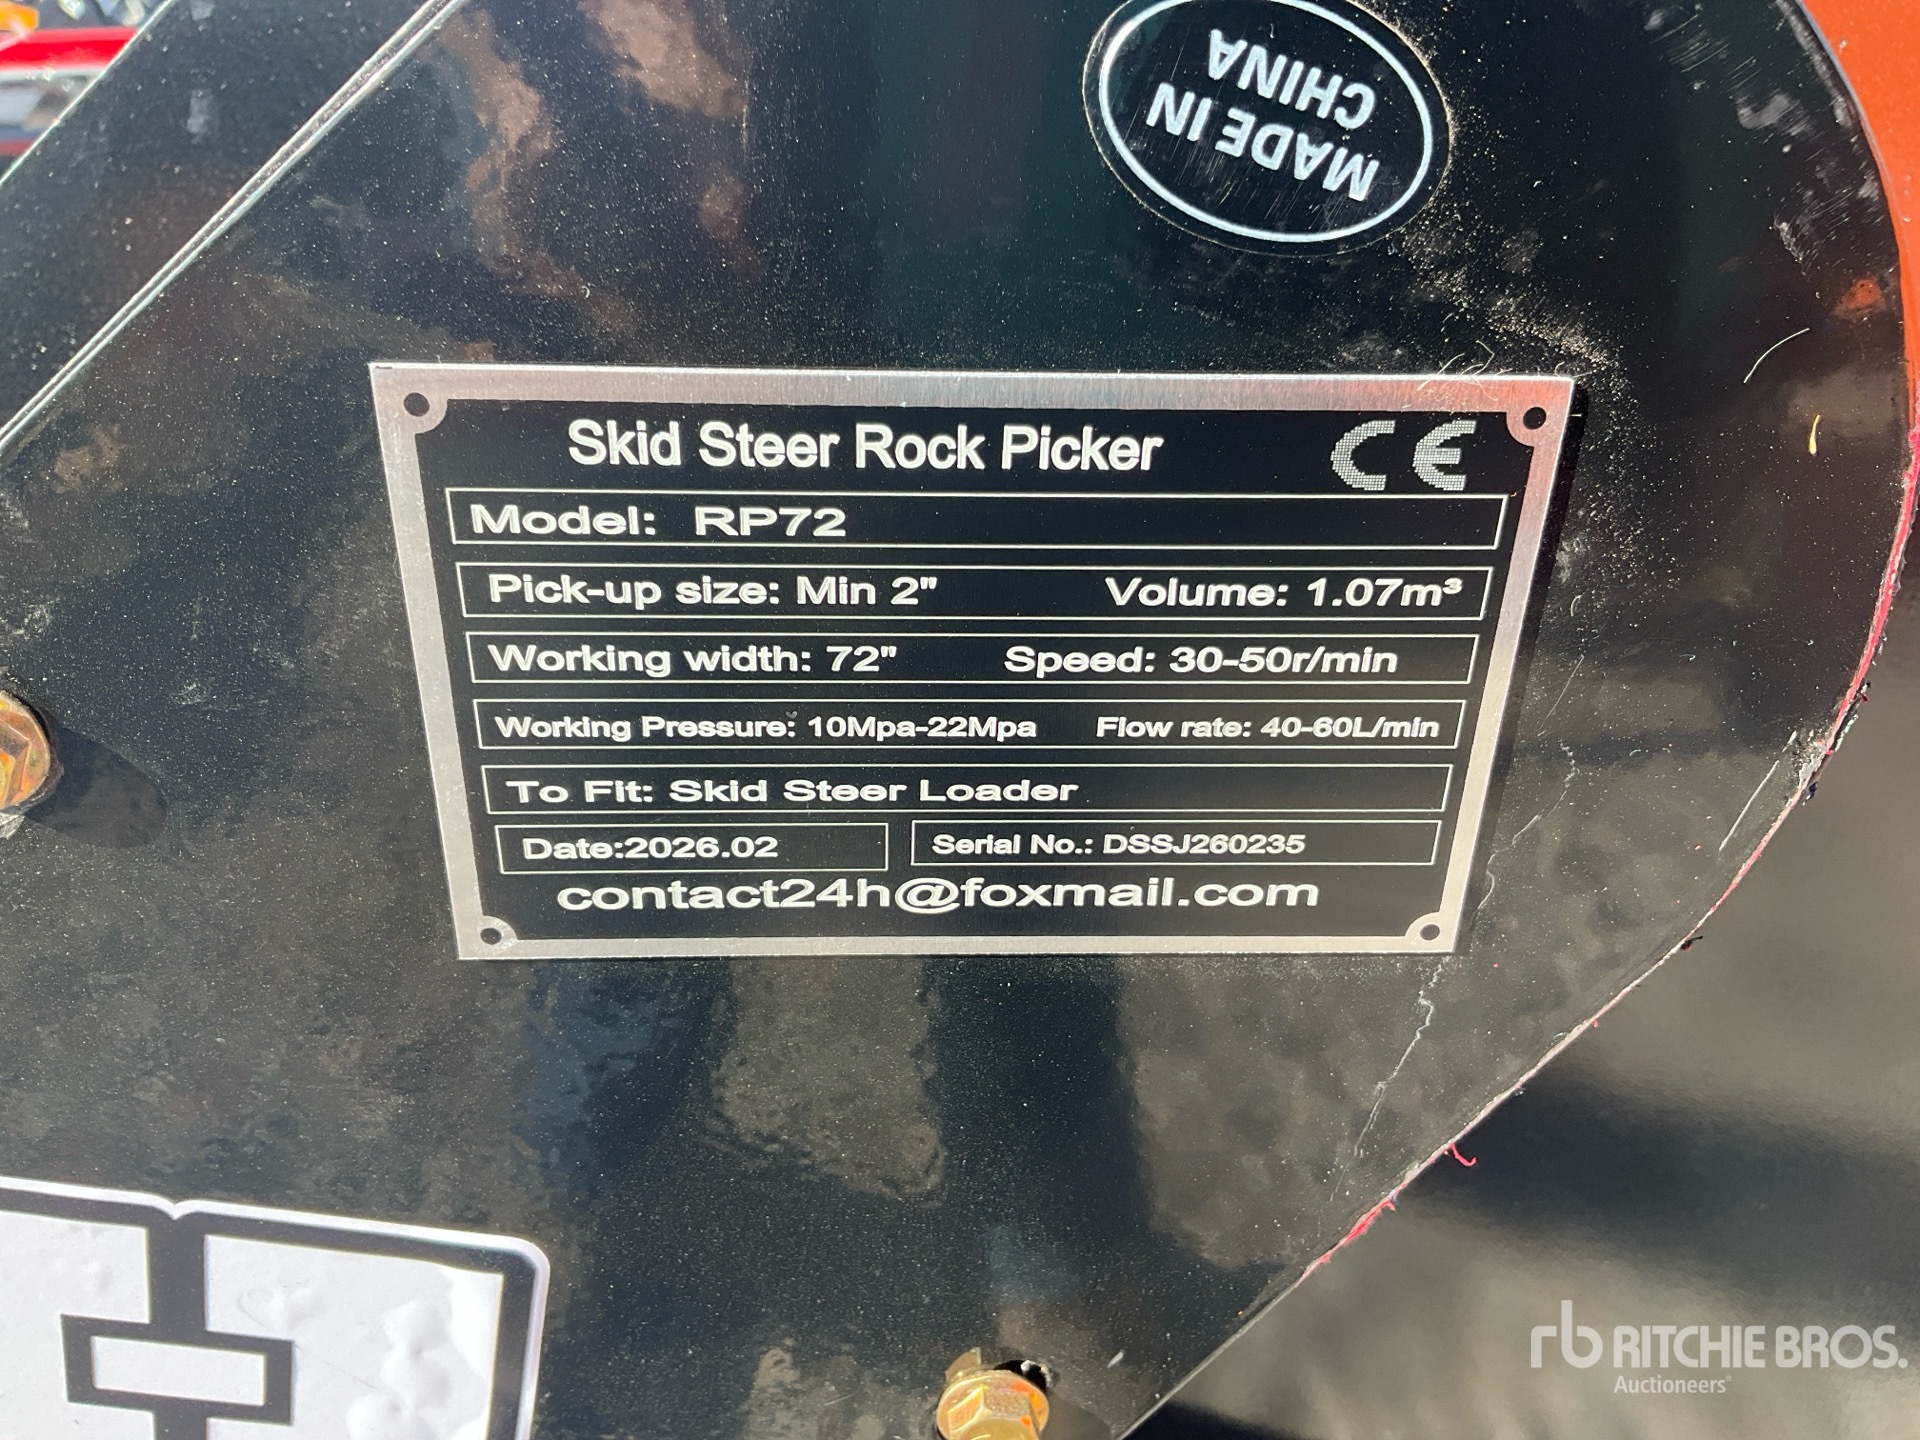 MADE IN
CHINA
Skid Steer Rock Picker CE
Model: RP72
Pick-up size: Min 2" Volume: 1.07m³
Working width: 72" Speed: 30-50r/min
Working Pressure: 10Mpa-22Mpa Flow rate: 40-60L/min
To Fit: Skid Steer Loader
Date:2026.02 Serial No.: DSSJ260235
contact24h@foxmail.com
rb RITCHIE BROS.
Auctioneers